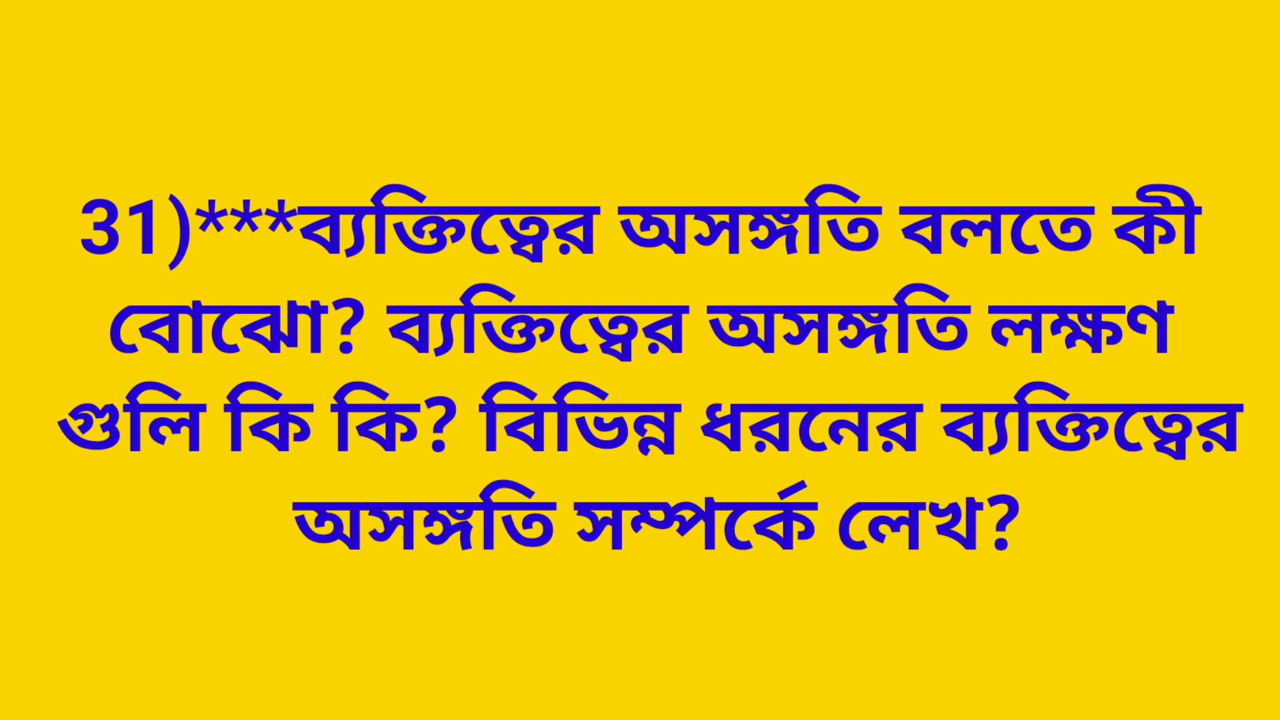 31)***ব্যক্তিত্বের অসঙ্গতি বলতে কী
বোঝো? ব্যক্তিত্বের অসঙ্গতি লক্ষণ
গুলি কি কি? বিভিন্ন ধরনের ব্যক্তিত্বের
অসঙ্গতি সম্পর্কে লেখ?